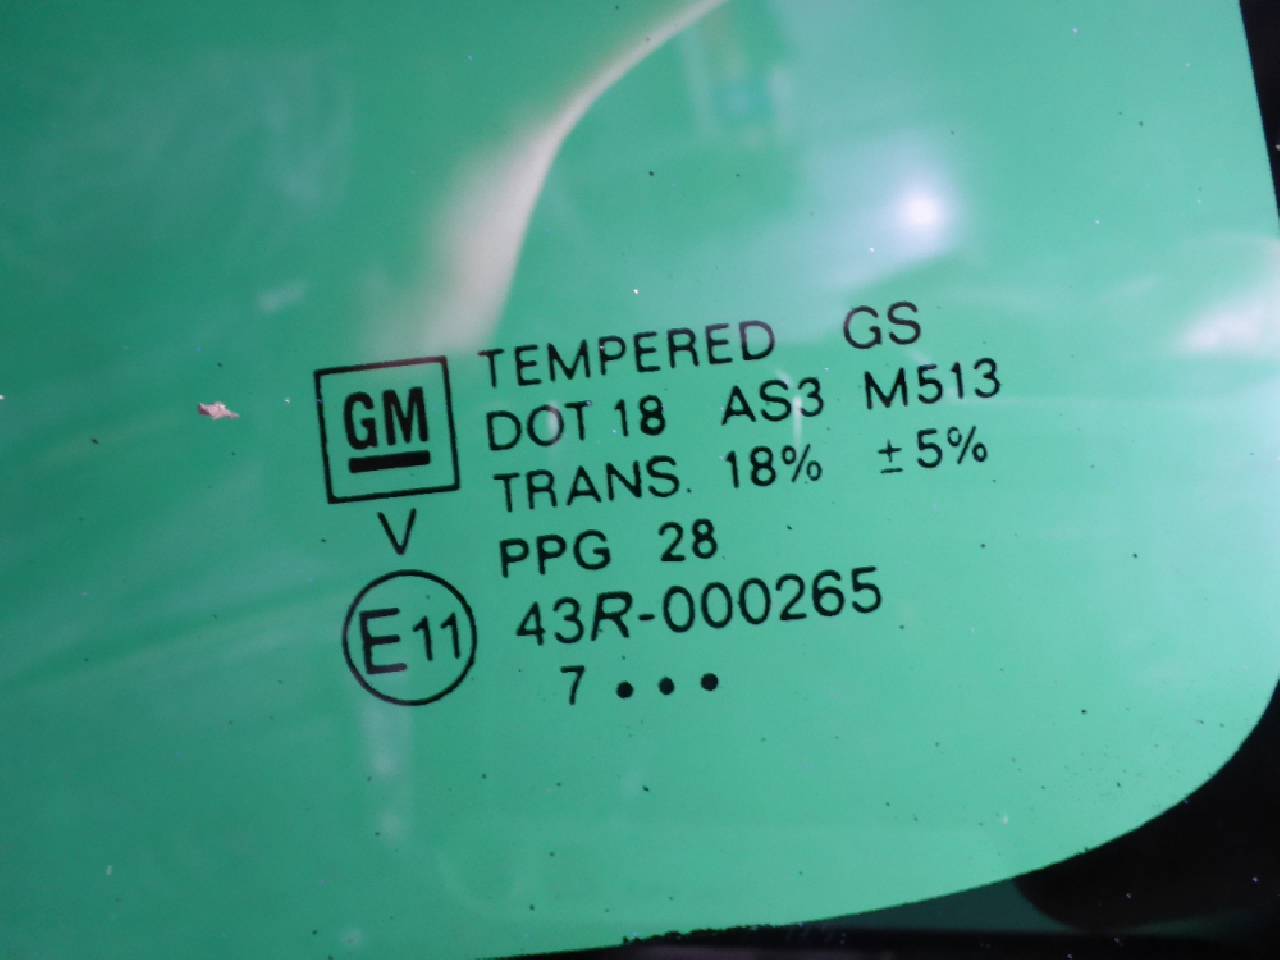 GM
TEMPERED GS
DOT 18 AS3 M513
TRANS. 18% ±5%
V
PPG 28
E11
43R-000265
7 • • •